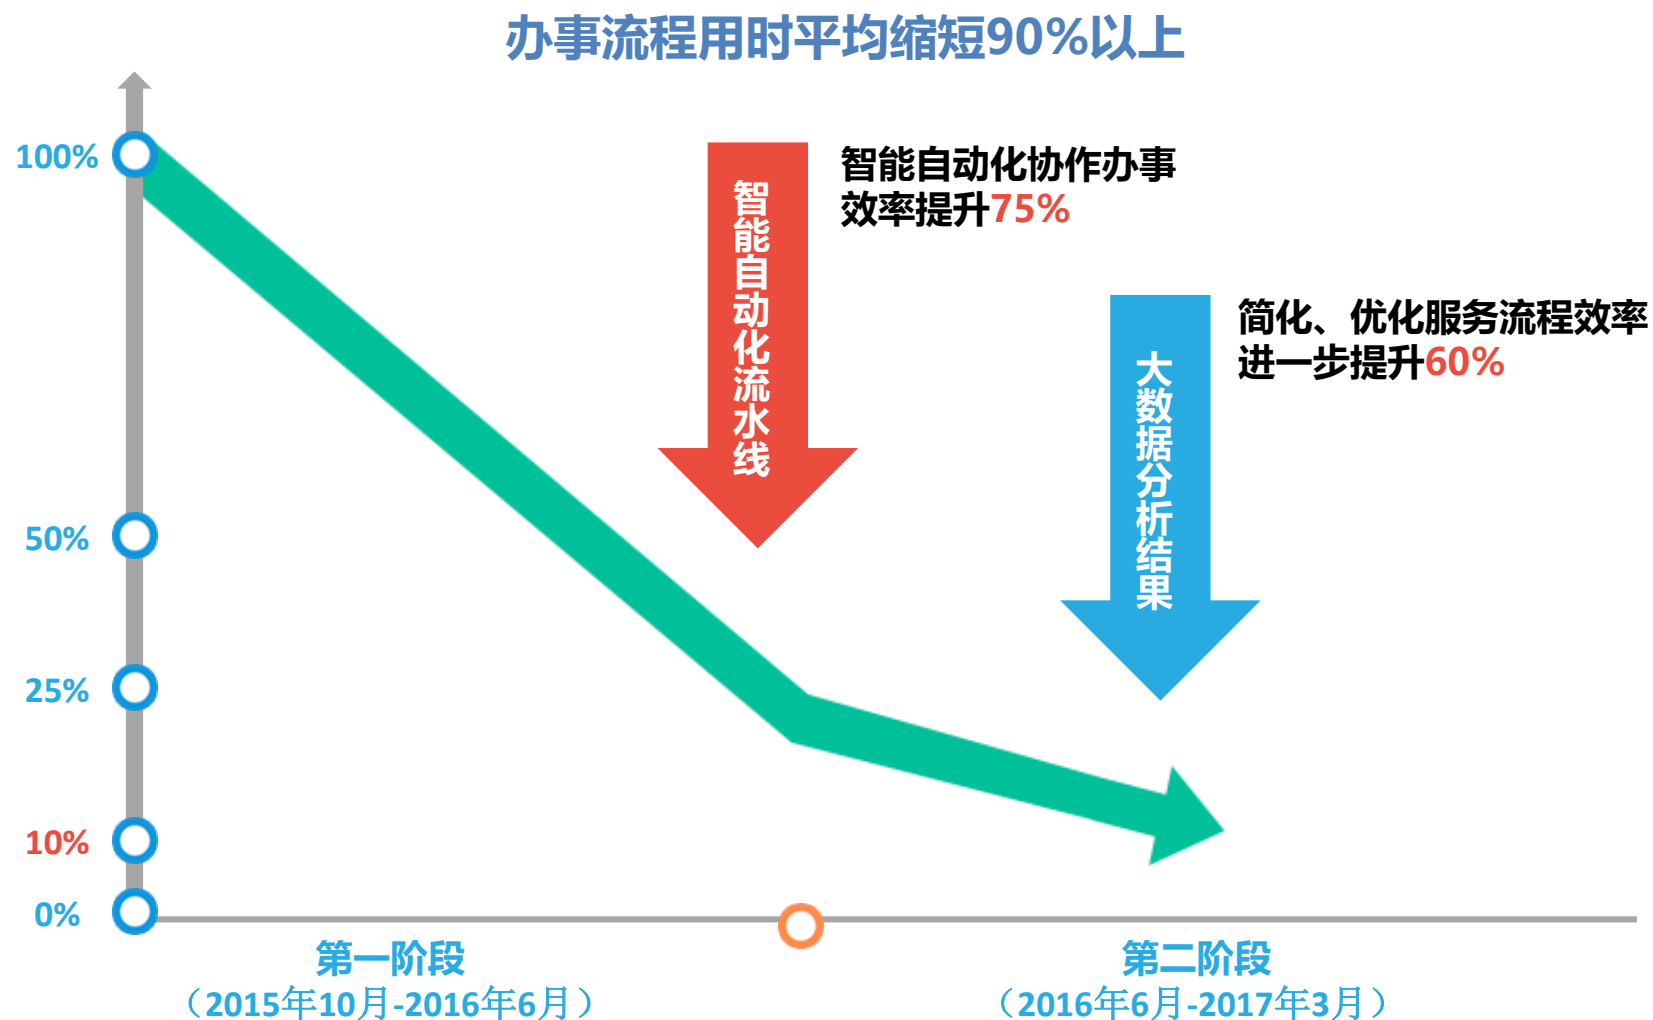 办事流程用时平均缩短90%以上
100%
50%
25%
10%
0%
智能自动化流水线
智能自动化协作办事
效率提升75%
大数据分析结果
简化、优化服务流程效率
进一步提升60%
第一阶段
（2015年10月-2016年6月）
第二阶段
（2016年6月-2017年3月）